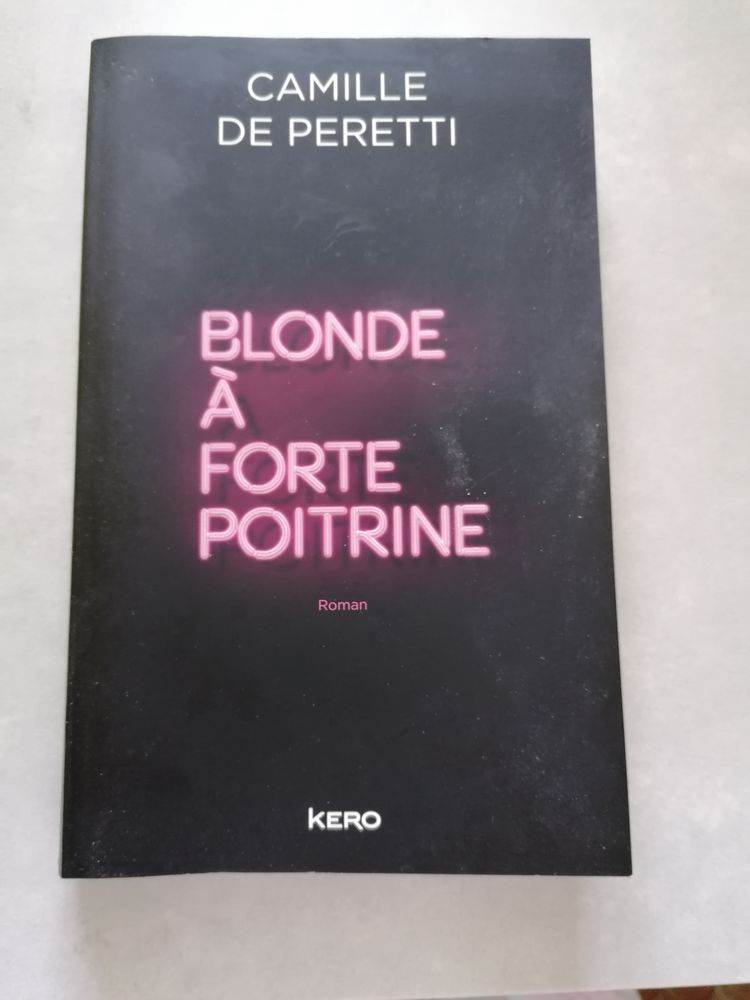 CAMILLE
DE PERETTI
BLONDE
À
FORTE
POITRINE
Roman
KERO